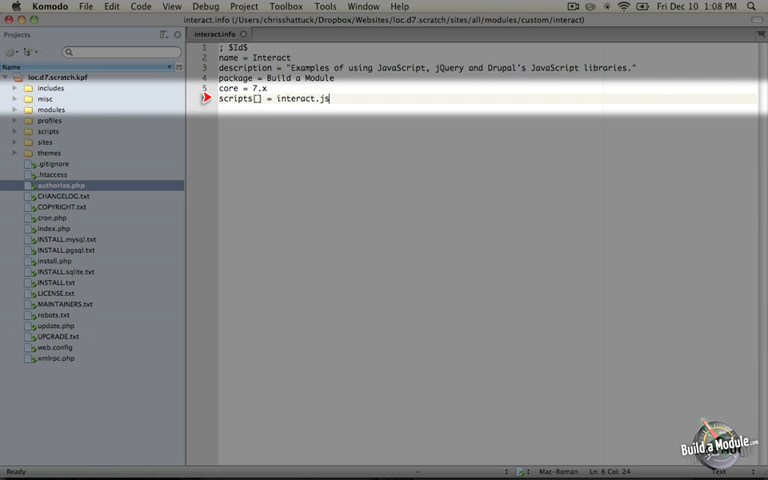 Komodo File Edit Code View Debug Project Toolbox Tools Window Help Fri Dec 10 1:08 PM
interact.info (/Users/chrisshattuck/Dropbox/Websites/loc.d7.scratch/sites/all/modules/custom/interact)
Projects
interact.info
Name
loc.d7.scratch.kpf
includes
misc
modules
profiles
scripts
sites
themes
.gitignore
.htaccess
authorize.php
CHANGELOG.txt
COPYRIGHT.txt
cron.php
index.php
INSTALL.mysql.txt
INSTALL.pgsql.txt
install.php
INSTALL.sqlite.txt
INSTALL.txt
LICENSE.txt
MAINTAINERS.txt
robots.txt
update.php
UPGRADE.txt
web.config
xmlrpc.php
1 ; $Id$
2 name = Interact
3 description = "Examples of using JavaScript, jQuery and Drupal's JavaScript libraries."
4 package = Build a Module
5 core = 7.x
scripts[] = interact.js
Build a Module.com
Ready
Mac-Roman
Ln: 6 Col: 24
Text